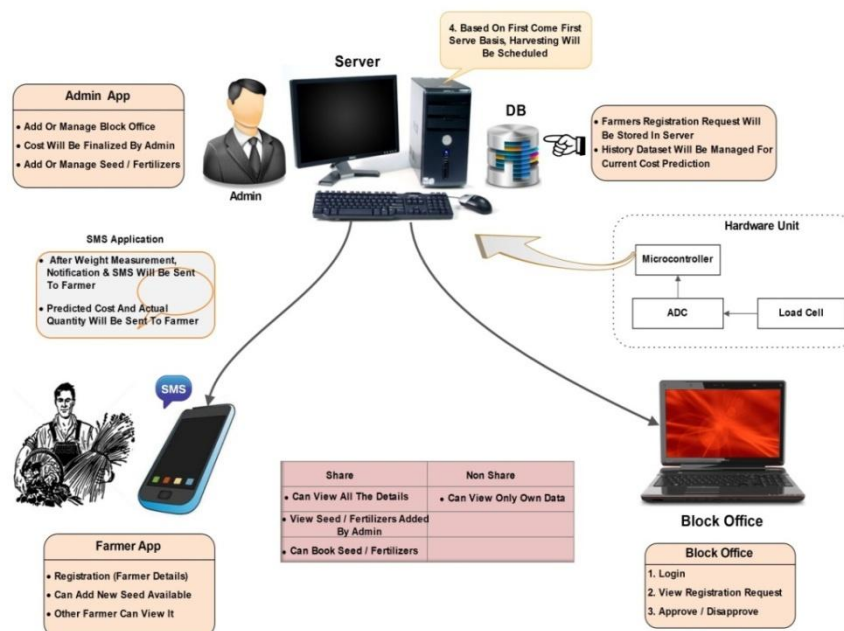 4. Based On First Come First
Serve Basis, Harvesting Will
Be Scheduled
Server
Admin App
• Add Or Manage Block Office
• Cost Will Be Finalized By Admin
• Add Or Manage Seed / Fertilizers
Admin
DB
• Farmers Registration Request Will
Be Stored In Server
• History Dataset Will Be Managed For
Current Cost Prediction
Hardware Unit
Microcontroller
ADC
Load Cell
SMS Application
• After Weight Measurement,
Notification & SMS Will Be Sent
To Farmer
• Predicted Cost And Actual
Quantity Will Be Sent To Farmer
SMS
Share
Non Share
• Can View All The Details
• Can View Only Own Data
• View Seed / Fertilizers Added
By Admin
• Can Book Seed / Fertilizers
Block Office
Farmer App
• Registration (Farmer Details)
• Can Add New Seed Available
• Other Farmer Can View It
Block Office
1. Login
2. View Registration Request
3. Approve / Disapprove